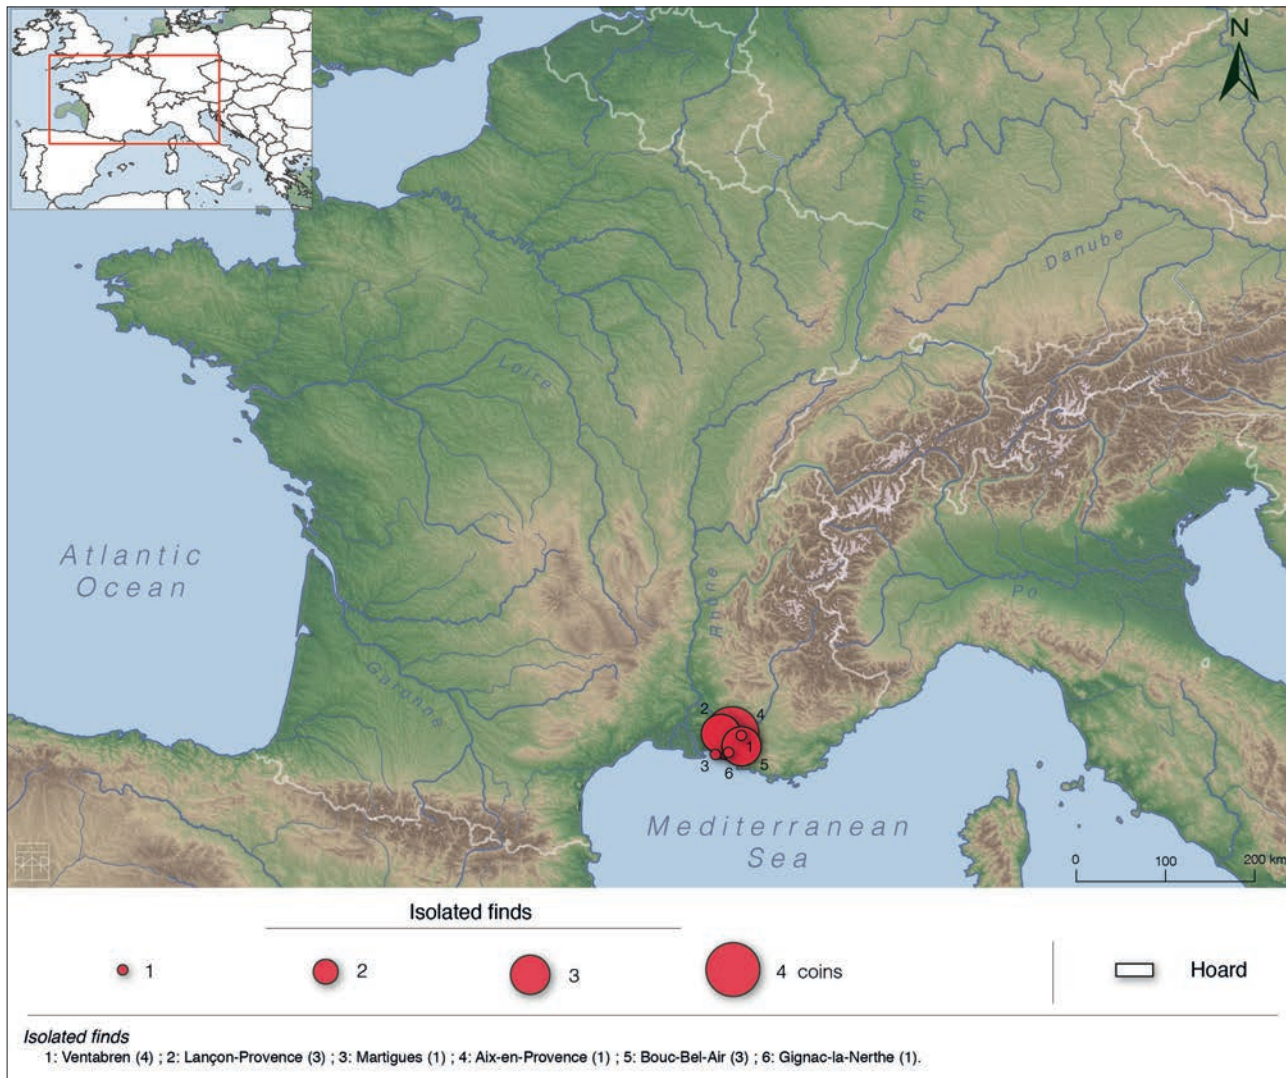 N
Rhine
Danube
Loire
Atlantic
Ocean
Rhône
Po
Garonne
2
4
1
3
6
5
Mediterranean
Sea
0 100 200 km
Isolated finds
1
2
3
4 coins
Hoard
Isolated finds
1: Ventabren (4) ; 2: Lançon-Provence (3) ; 3: Martigues (1) ; 4: Aix-en-Provence (1) ; 5: Bouc-Bel-Air (3) ; 6: Gignac-la-Nerthe (1).